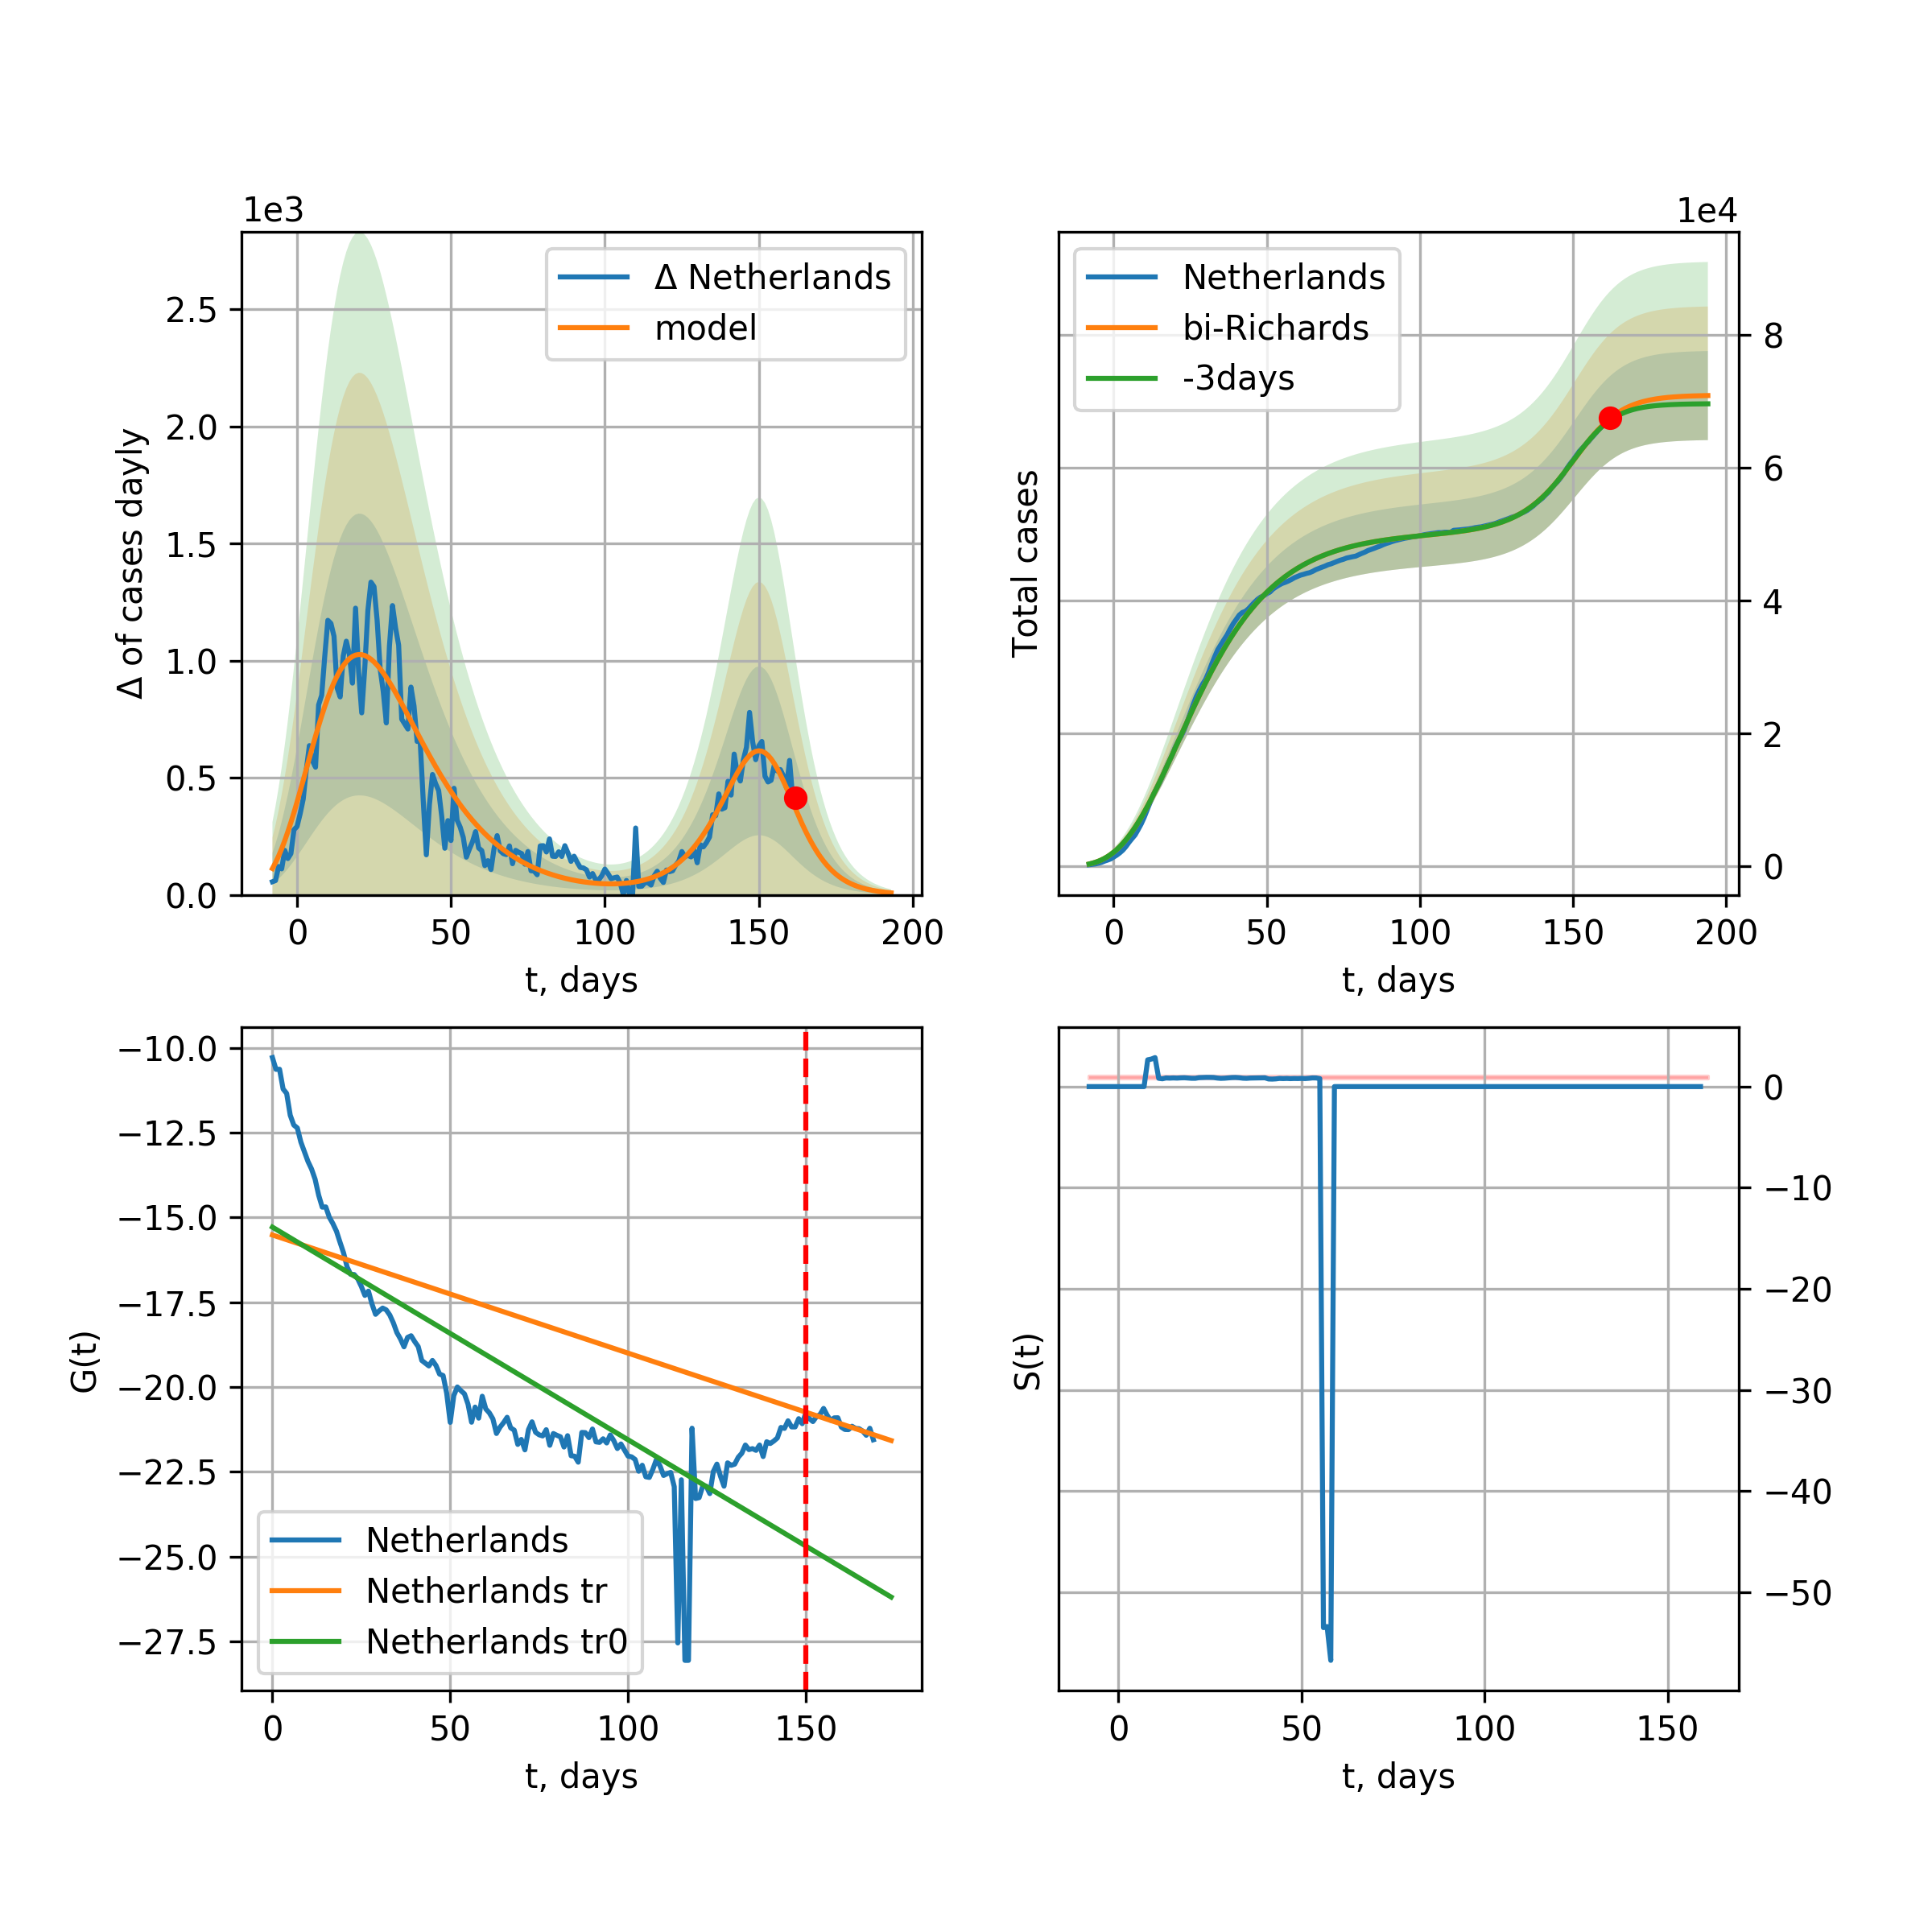 1e3
Δ of cases dayly
2.5
2.0
1.5
1.0
0.5
0.0
Δ Netherlands
model
0 50 100 150 200
t, days
1e4
Total cases
Netherlands
bi-Richards
-3days
8
6
4
2
0
0 50 100 150 200
t, days
G(t)
−10.0
−12.5
−15.0
−17.5
−20.0
−22.5
−25.0
−27.5
Netherlands
Netherlands tr
Netherlands tr0
0 50 100 150
t, days
S(t)
0
−10
−20
−30
−40
−50
0 50 100 150
t, days